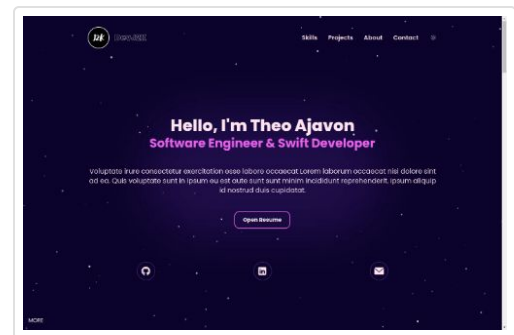 Skills Projects About Contact
Hello, I'm Theo Ajavon
Software Engineer & Swift Developer
Voluptate irure consectetur exercitation esse labore occaecat Lorem laborum occaecat nisi dolore sint
ad ea. Quis voluptate sunt in ipsum eu est aute sunt sunt minim incididunt reprehenderit. Ipsum aliquip
id nostrud duis cupidatat.
Open Resume
in
MORE